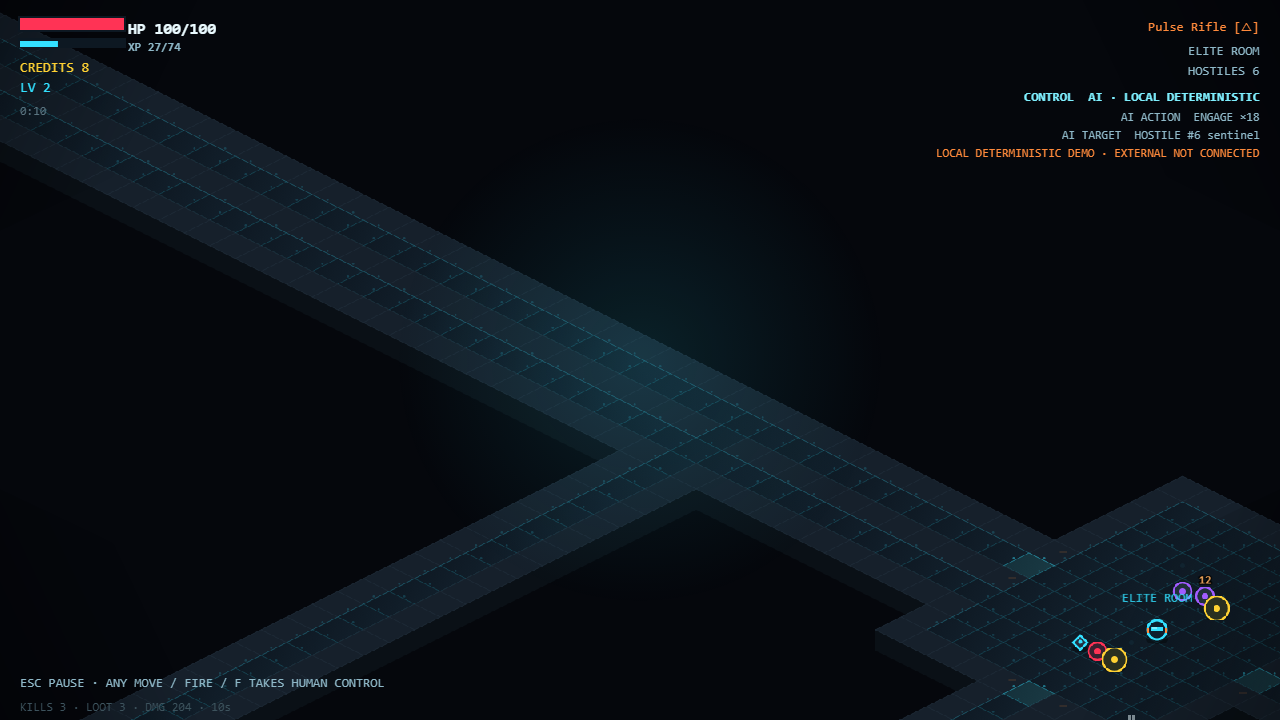 HP 100/100
XP 27/74
CREDITS 8
LV 2
0:10
Pulse Rifle [△]
ELITE ROOM
HOSTILES 6
CONTROL AI · LOCAL DETERMINISTIC
AI ACTION ENGAGE ×18
AI TARGET HOSTILE #6 sentinel
LOCAL DETERMINISTIC DEMO · EXTERNAL NOT CONNECTED
12
ELITE ROOM
ESC PAUSE · ANY MOVE / FIRE / F TAKES HUMAN CONTROL
KILLS 3 · LOOT 3 · DMG 204 · 10s